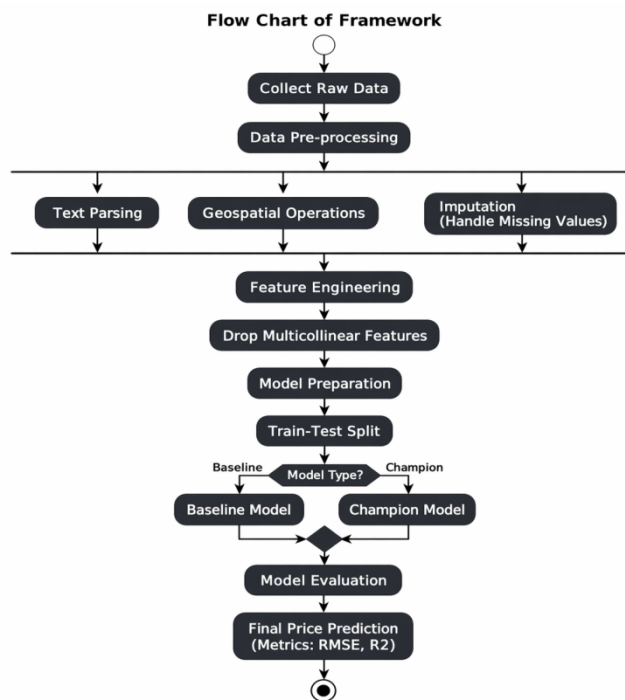 Flow Chart of Framework
Collect Raw Data
Data Pre-processing
Text Parsing
Geospatial Operations
Imputation
(Handle Missing Values)
Feature Engineering
Drop Multicollinear Features
Model Preparation
Train-Test Split
Baseline
Model Type?
Champion
Baseline Model
Champion Model
Model Evaluation
Final Price Prediction
(Metrics: RMSE, R2)